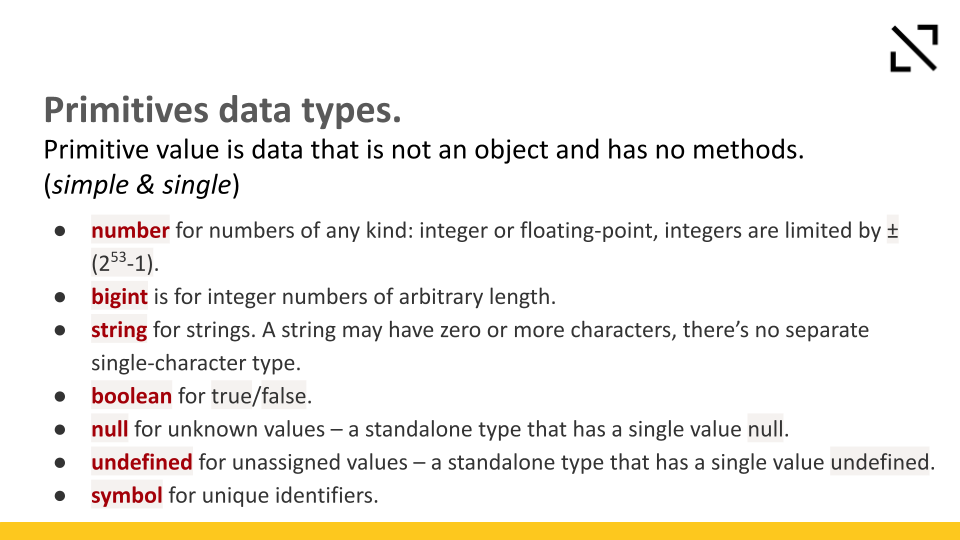 Primitives data types.
Primitive value is data that is not an object and has no methods.
(simple & single)
● number for numbers of any kind: integer or floating-point, integers are limited by ±
(2⁵³-1).
● bigint is for integer numbers of arbitrary length.
● string for strings. A string may have zero or more characters, there’s no separate
single-character type.
● boolean for true/false.
● null for unknown values – a standalone type that has a single value null.
● undefined for unassigned values – a standalone type that has a single value undefined.
● symbol for unique identifiers.